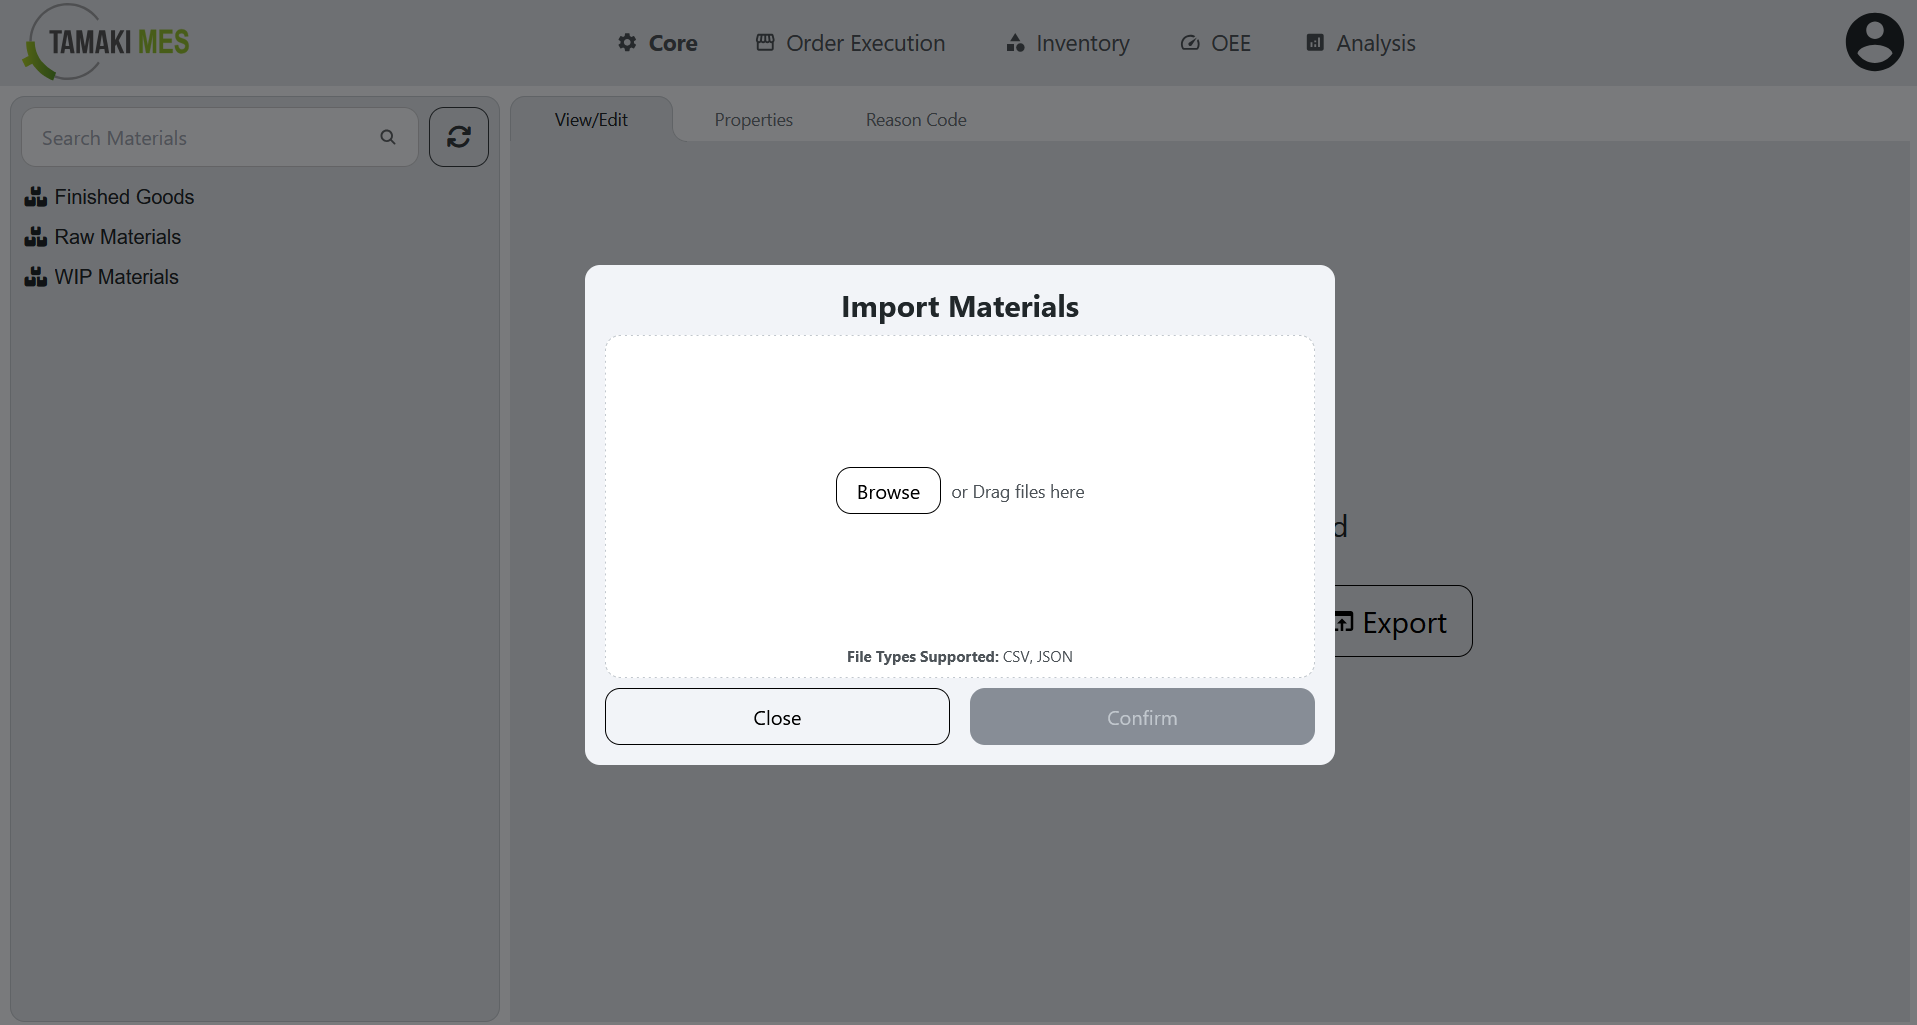 TAMAKI MES
Core
Order Execution
Inventory
OEE
Analysis
Search Materials
Finished Goods
Raw Materials
WIP Materials
View/Edit
Properties
Reason Code
Import Materials
Browse or Drag files here
File Types Supported: CSV, JSON
Close
Confirm
Export